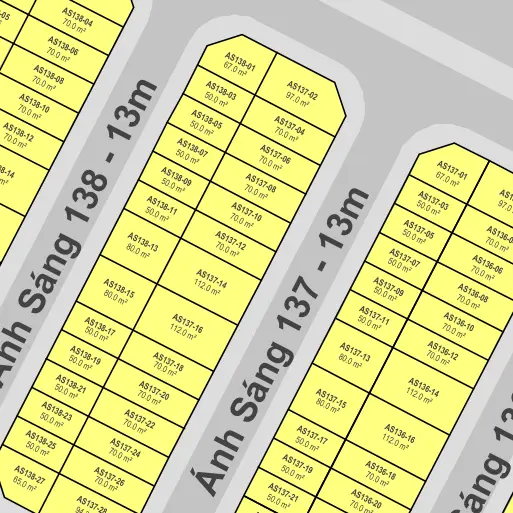 AS138-04
70.0 m²
AS138-06
70.0 m²
AS138-08
70.0 m²
AS138-10
70.0 m²
AS138-12
70.0 m²
Ánh Sáng 138 - 13m
AS138-01
67.0 m²
AS138-03
50.0 m²
AS138-05
50.0 m²
AS138-07
50.0 m²
AS138-09
50.0 m²
AS138-11
50.0 m²
AS138-13
80.0 m²
AS138-15
80.0 m²
AS138-17
50.0 m²
AS138-19
50.0 m²
AS138-21
50.0 m²
AS138-23
50.0 m²
AS138-25
50.0 m²
AS138-27
65.0 m²
AS137-02
97.0 m²
AS137-04
70.0 m²
AS137-06
70.0 m²
AS137-08
70.0 m²
AS137-10
70.0 m²
AS137-12
70.0 m²
AS137-14
112.0 m²
AS137-16
112.0 m²
AS137-18
70.0 m²
AS137-20
70.0 m²
AS137-22
70.0 m²
AS137-24
70.0 m²
AS137-26
70.0 m²
AS137-28
Ánh Sáng 137 - 13m
AS137-01
67.0 m²
AS137-03
50.0 m²
AS137-05
50.0 m²
AS137-07
50.0 m²
AS137-09
50.0 m²
AS137-11
50.0 m²
AS137-13
80.0 m²
AS137-15
80.0 m²
AS137-17
50.0 m²
AS137-19
50.0 m²
AS137-21
50.0 m²
AS136-06
70.0 m²
AS136-08
70.0 m²
AS136-10
70.0 m²
AS136-12
70.0 m²
AS136-14
112.0 m²
AS136-16
112.0 m²
AS136-18
70.0 m²
AS136-20
70.0 m²